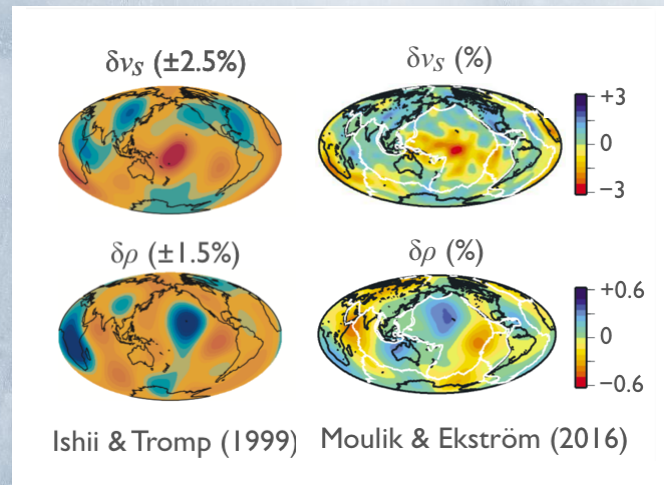 δvS (±2.5%)
δvS (%)
+3
0
−3
δρ (±1.5%)
δρ (%)
+0.6
0
−0.6
Ishii & Tromp (1999)
Moulik & Ekström (2016)